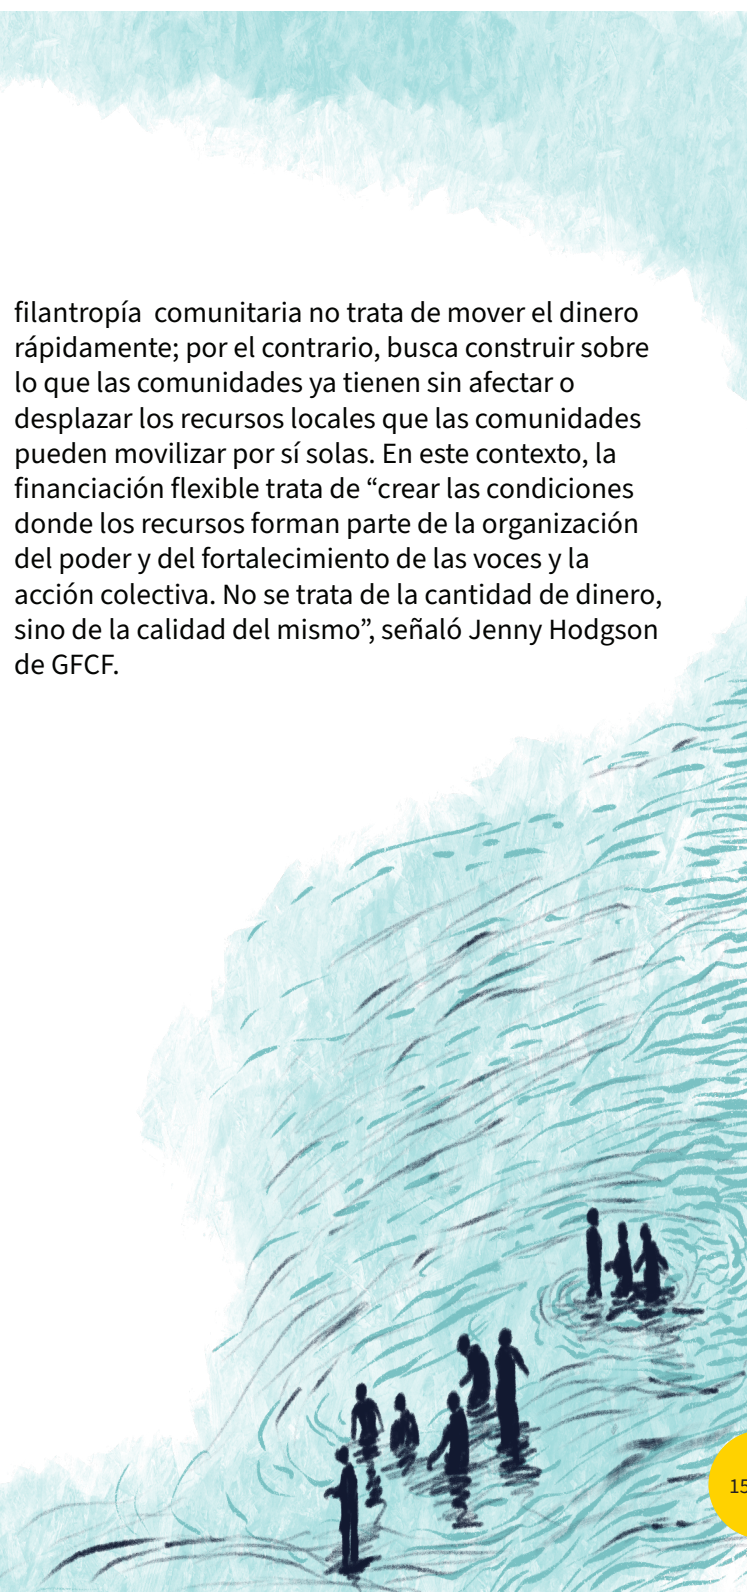 filantropía  comunitaria no trata de mover el dinero
rápidamente; por el contrario, busca construir sobre
lo que las comunidades ya tienen sin afectar o
desplazar los recursos locales que las comunidades
pueden movilizar por sí solas. En este contexto, la
financiación flexible trata de “crear las condiciones
donde los recursos forman parte de la organización
del poder y del fortalecimiento de las voces y la
acción colectiva. No se trata de la cantidad de dinero,
sino de la calidad del mismo”, señaló Jenny Hodgson
de GFCF.
15